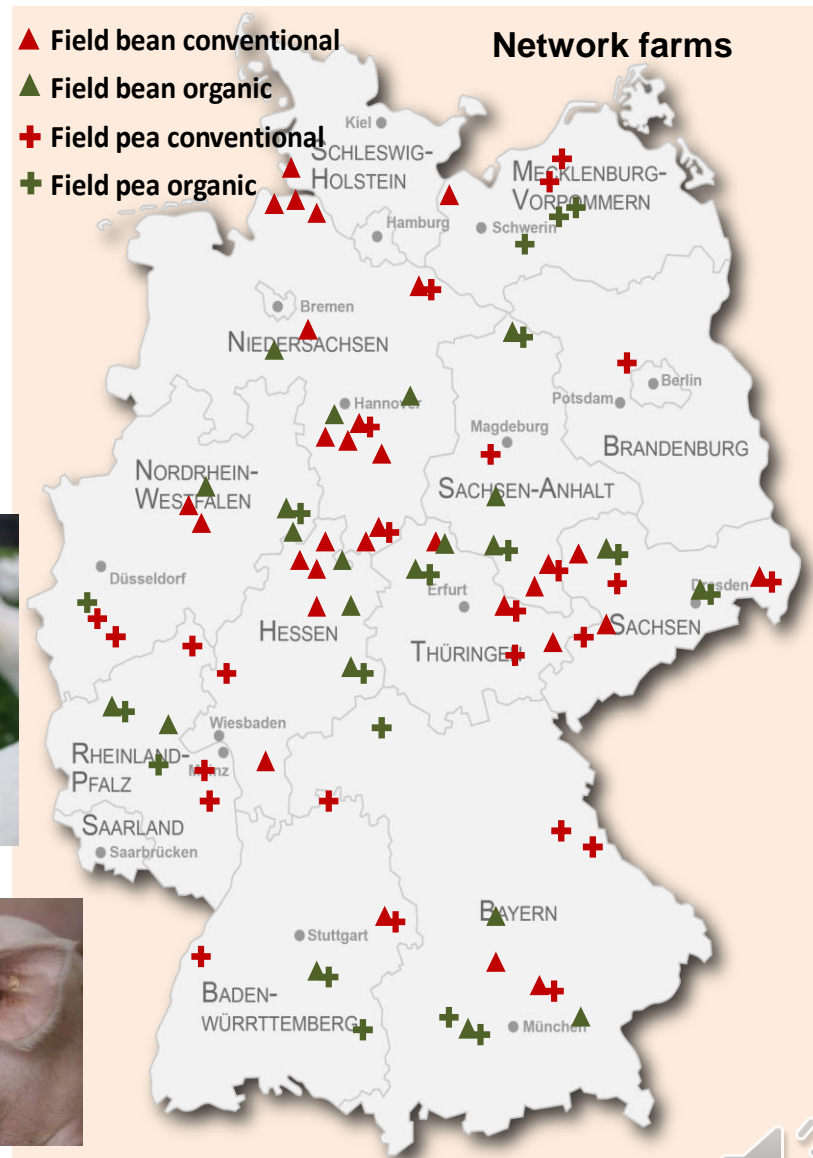 Network farms
Field bean conventional
Field bean organic
Field pea conventional
Field pea organic
Kiel
SCHLESWIG-
HOLSTEIN
MECKLENBURG-
VORPOMMERN
Hamburg
Schwerin
Bremen
NIEDERSACHSEN
Berlin
Hannover
Potsdam
Magdeburg
BRANDENBURG
NORDRHEIN-
WESTFALEN
SACHSEN-ANHALT
Düsseldorf
Erfurt
Dresden
HESSEN
THÜRINGEN
SACHSEN
Wiesbaden
Mainz
RHEINLAND-
PFALZ
SAARLAND
Saarbrücken
BAYERN
Stuttgart
BADEN-
WÜRRTTEMBERG
München